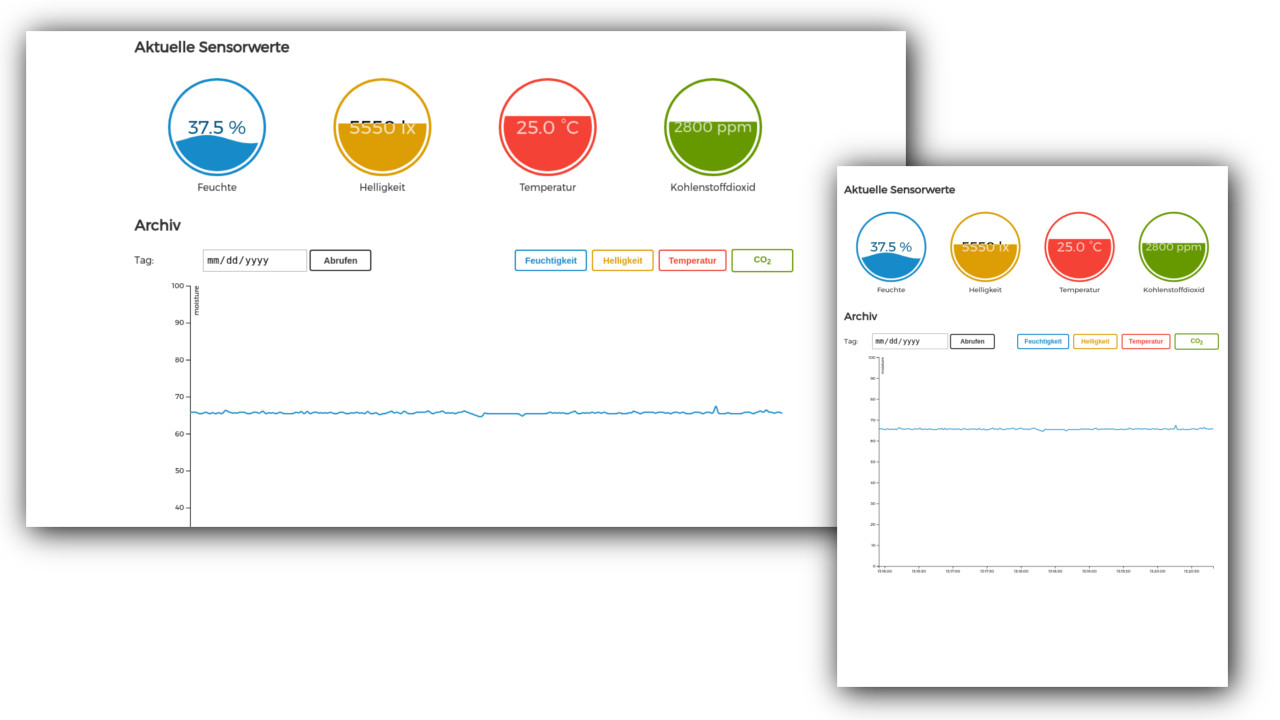 Aktuelle Sensorwerte
37.5 % 5550 lx 25.0 °C 2800 ppm
Feuchte Helligkeit Temperatur Kohlenstoffdioxid
Archiv
Tag: mm/dd/yyyy Abrufen Feuchtigkeit Helligkeit Temperatur CO₂
moisture
100
90
80
70
60
50
40
Aktuelle Sensorwerte
37.5 % 5550 lx 25.0 °C 2800 ppm
Feuchte Helligkeit Temperatur Kohlenstoffdioxid
Archiv
Tag: mm/dd/yyyy Abrufen Feuchtigkeit Helligkeit Temperatur CO₂
moisture
100
90
80
70
60
50
40
30
20
10
0